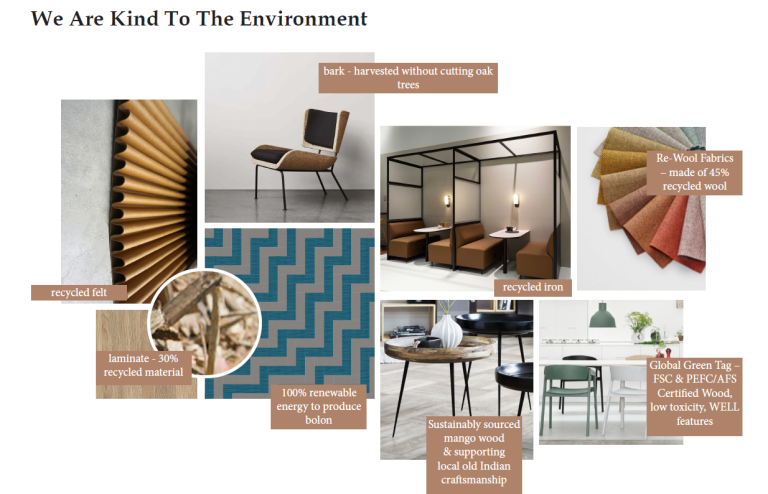 We Are Kind To The Environment
bark - harvested without cutting oak
trees
Re-Wool Fabrics
– made of 45%
recycled wool
recycled felt
recycled iron
laminate - 30%
recycled material
100% renewable
energy to produce
bolon
Global Green Tag –
FSC & PEFC/AFS
Certified Wood,
low toxicity, WELL
features
Sustainably sourced
mango wood
& supporting
local old Indian
craftsmanship